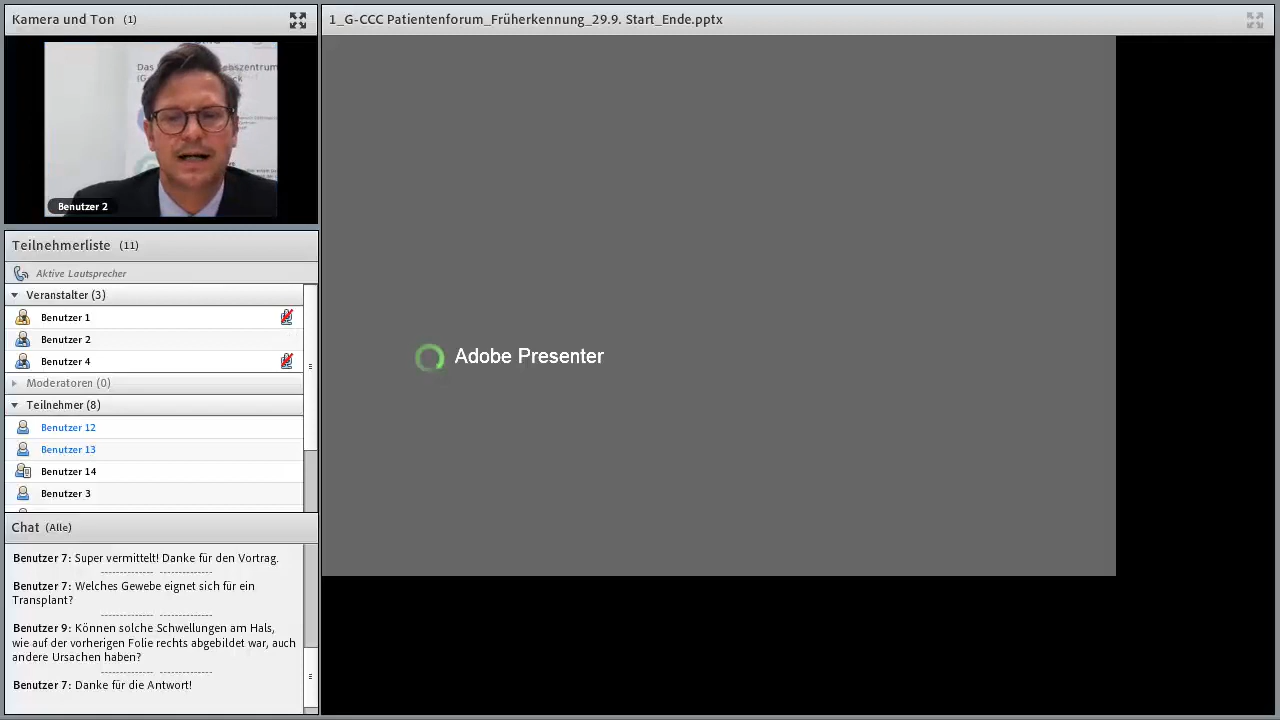 Kamera und Ton (1)
1_G-CCC Patientenforum_Früherkennung_29.9. Start_Ende.pptx
Benutzer 2
Teilnehmerliste (11)
Aktive Lautsprecher
Veranstalter (3)
Benutzer 1
Benutzer 2
Benutzer 4
Moderatoren (0)
Teilnehmer (8)
Benutzer 12
Benutzer 13
Benutzer 14
Benutzer 3
Chat (Alle)
Benutzer 7: Super vermittelt! Danke für den Vortrag.
Benutzer 7: Welches Gewebe eignet sich für ein
Transplant?
Benutzer 9: Können solche Schwellungen am Hals,
wie auf der vorherigen Folie rechts abgebildet war, auch
andere Ursachen haben?
Benutzer 7: Danke für die Antwort!
Adobe Presenter